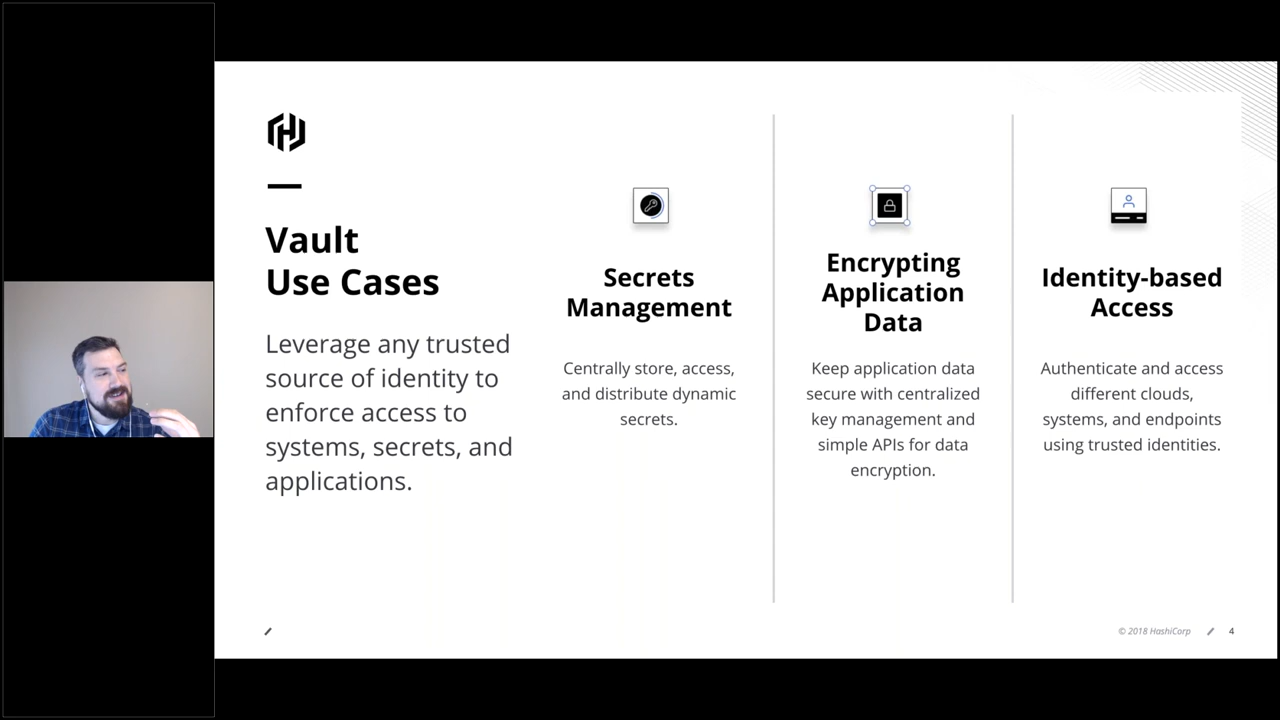 Vault
Use Cases
Leverage any trusted
source of identity to
enforce access to
systems, secrets, and
applications.
Secrets
Management
Centrally store, access,
and distribute dynamic
secrets.
Encrypting
Application
Data
Keep application data
secure with centralized
key management and
simple APIs for data
encryption.
Identity-based
Access
Authenticate and access
different clouds,
systems, and endpoints
using trusted identities.
© 2018 HashiCorp
4